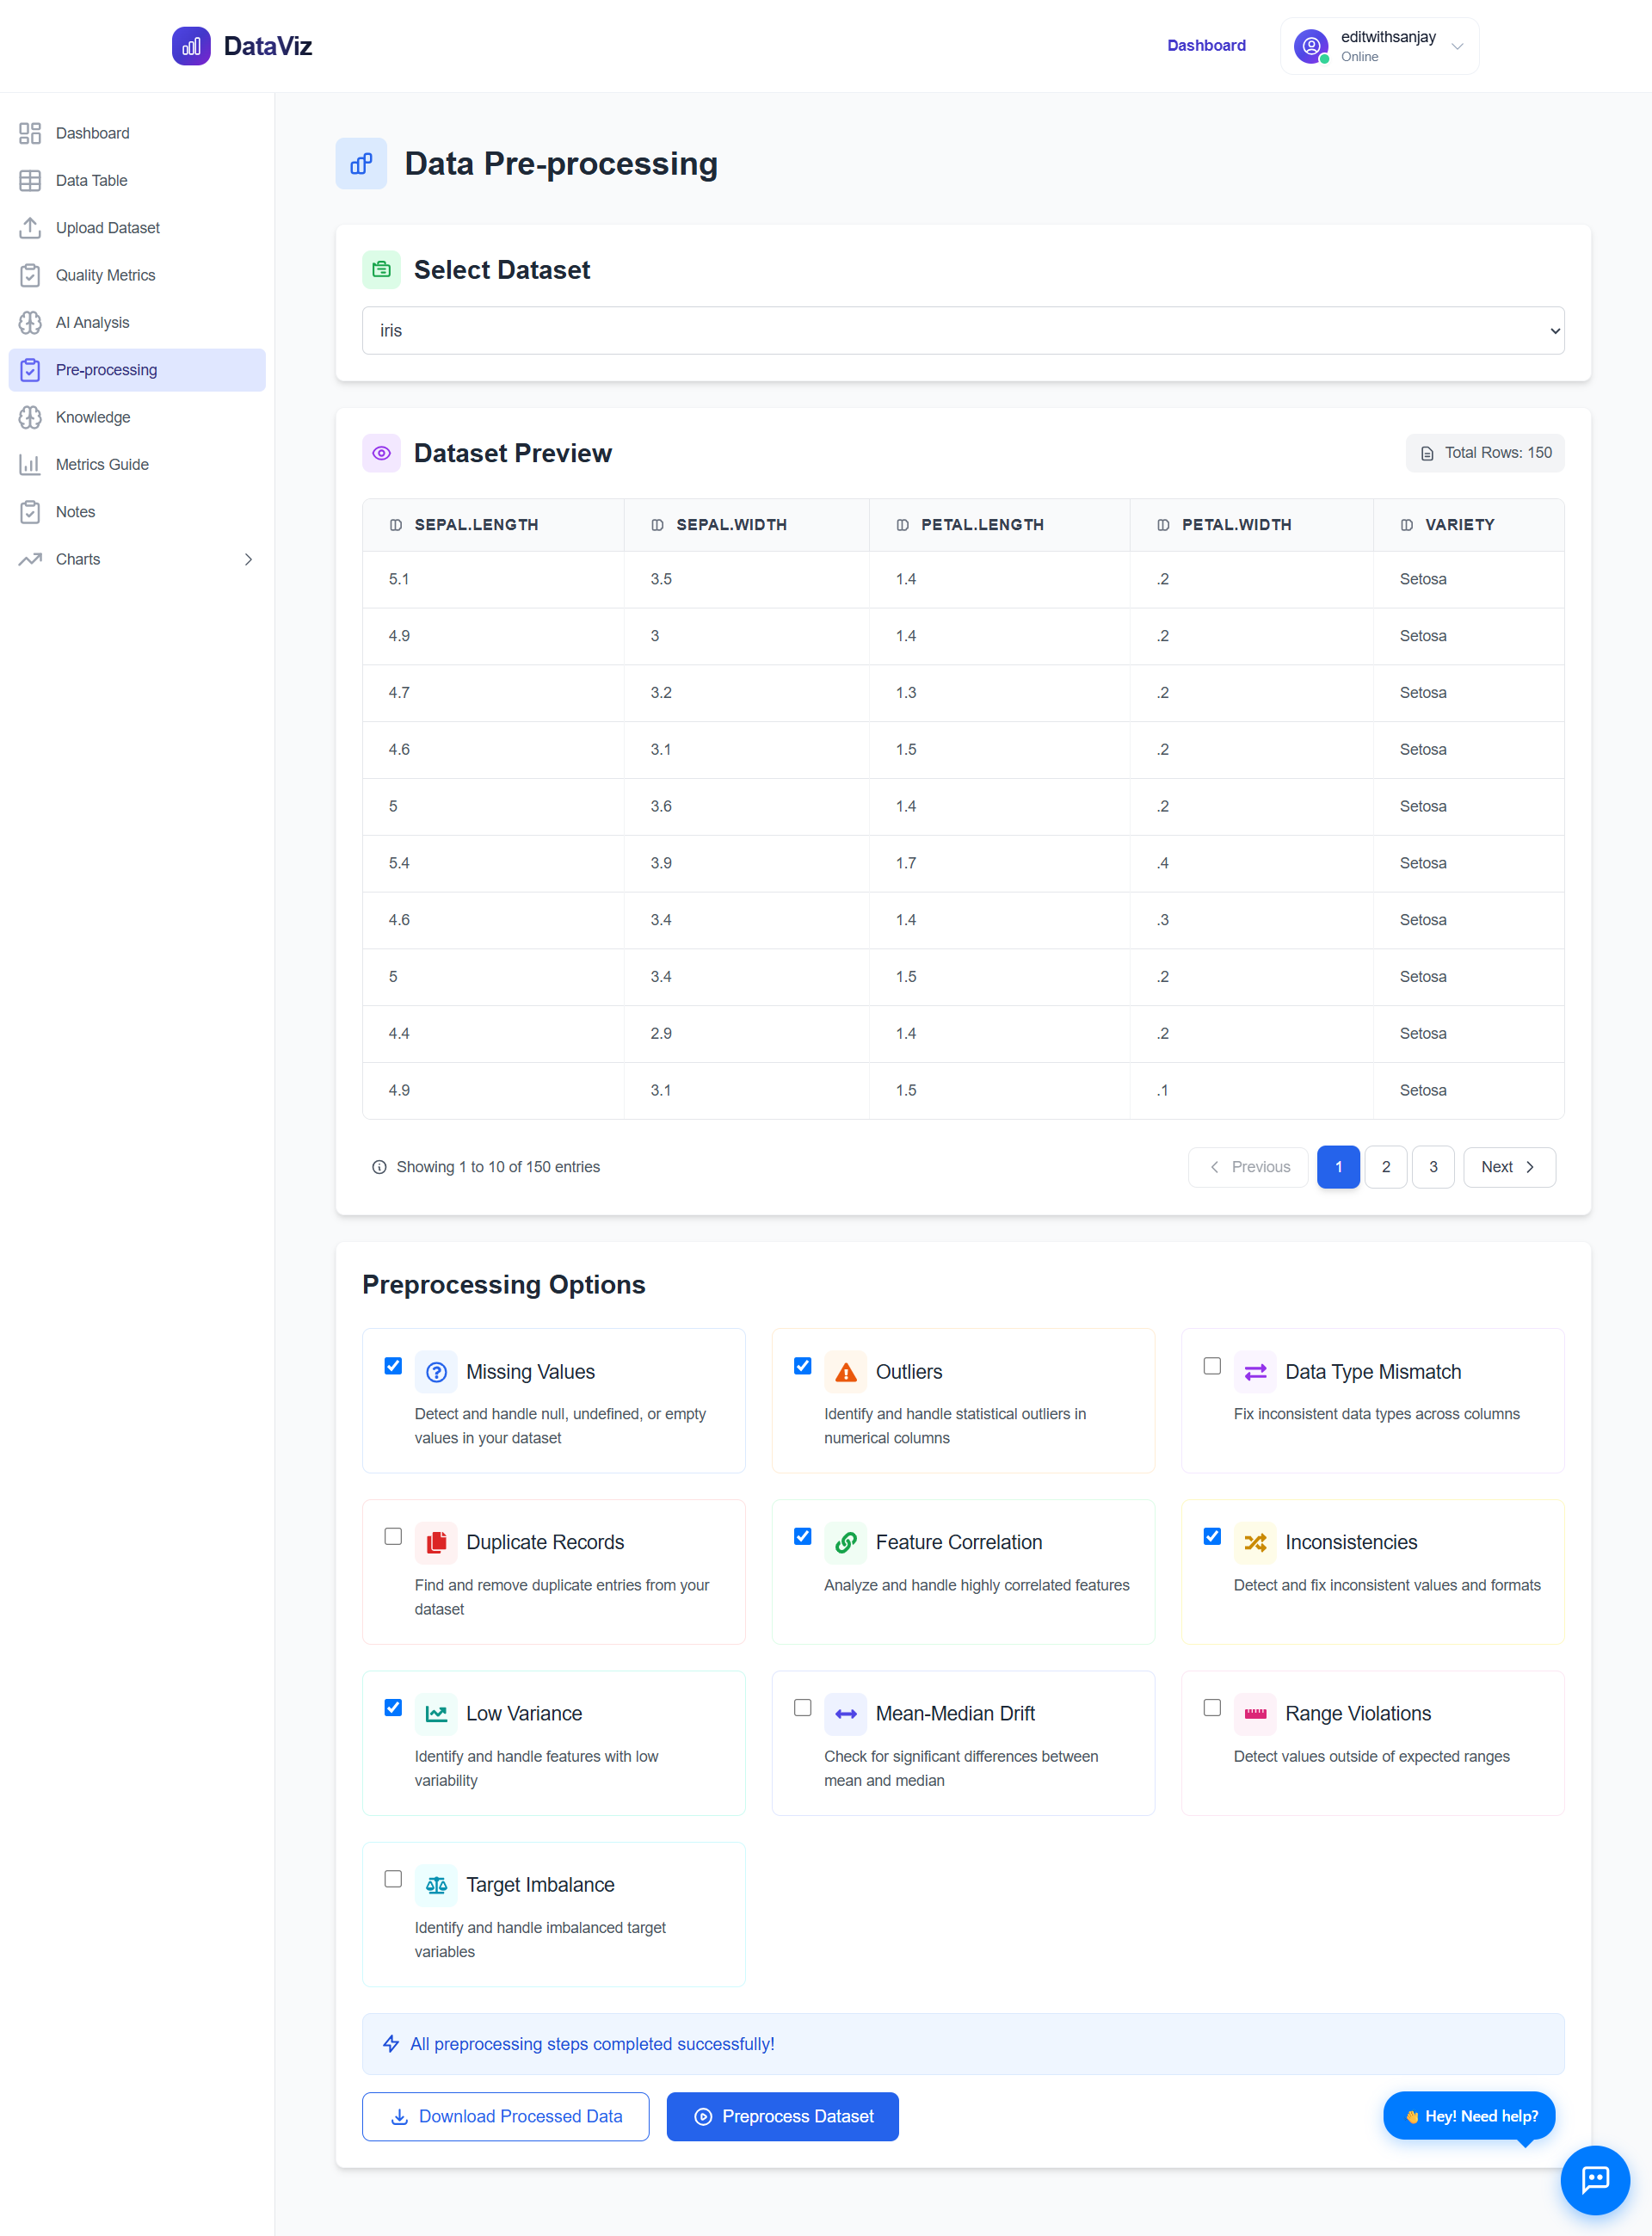 DataViz
Dashboard
editwithsanjay
Online
Dashboard
Data Table
Upload Dataset
Quality Metrics
AI Analysis
Pre-processing
Knowledge
Metrics Guide
Notes
Charts
Data Pre-processing
Select Dataset
iris
Dataset Preview
Total Rows: 150
SEPAL.LENGTH SEPAL.WIDTH PETAL.LENGTH PETAL.WIDTH VARIETY
5.1 3.5 1.4 .2 Setosa
4.9 3 1.4 .2 Setosa
4.7 3.2 1.3 .2 Setosa
4.6 3.1 1.5 .2 Setosa
5 3.6 1.4 .2 Setosa
5.4 3.9 1.7 .4 Setosa
4.6 3.4 1.4 .3 Setosa
5 3.4 1.5 .2 Setosa
4.4 2.9 1.4 .2 Setosa
4.9 3.1 1.5 .1 Setosa
Showing 1 to 10 of 150 entries
Previous 1 2 3 Next
Preprocessing Options
Missing Values
Detect and handle null, undefined, or empty
values in your dataset
Outliers
Identify and handle statistical outliers in
numerical columns
Data Type Mismatch
Fix inconsistent data types across columns
Duplicate Records
Find and remove duplicate entries from your
dataset
Feature Correlation
Analyze and handle highly correlated features
Inconsistencies
Detect and fix inconsistent values and formats
Low Variance
Identify and handle features with low
variability
Mean-Median Drift
Check for significant differences between
mean and median
Range Violations
Detect values outside of expected ranges
Target Imbalance
Identify and handle imbalanced target
variables
All preprocessing steps completed successfully!
Download Processed Data
Preprocess Dataset
👋 Hey! Need help?